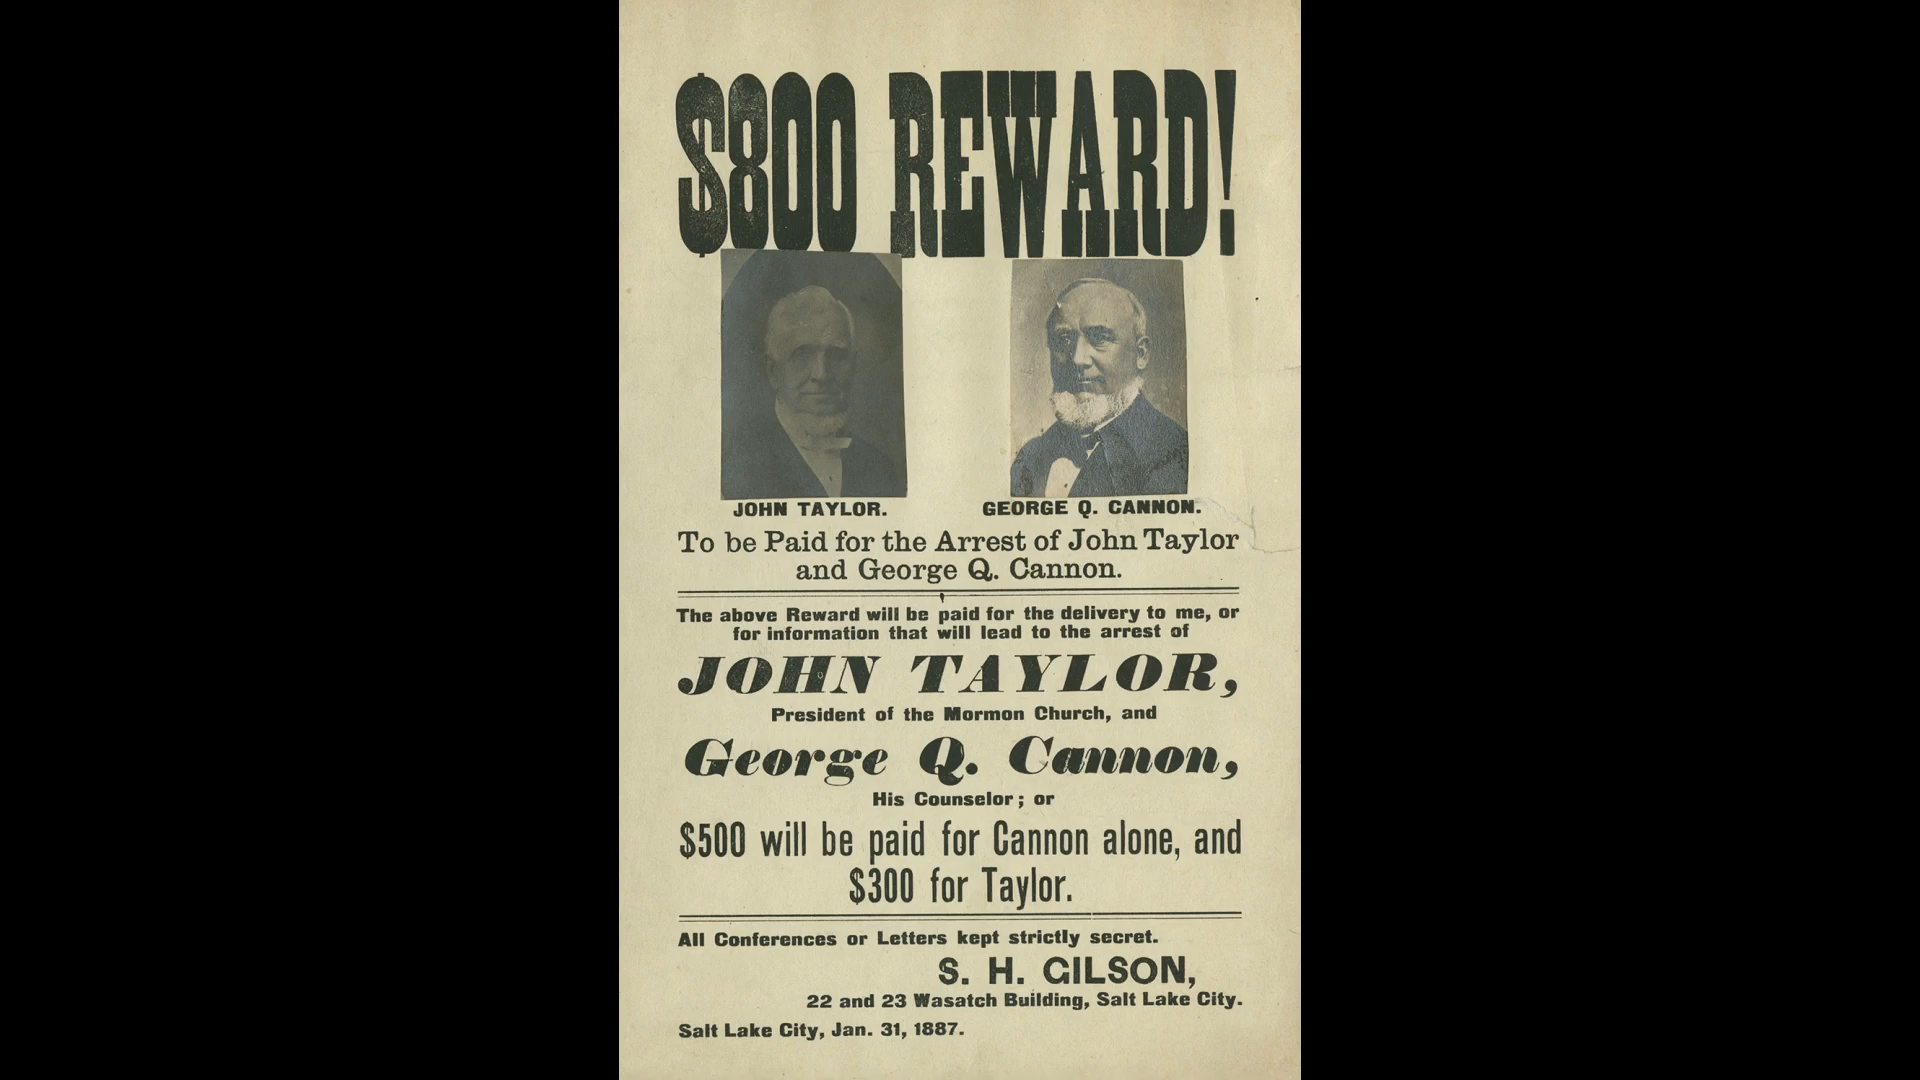 $800 REWARD!
JOHN TAYLOR.
GEORGE Q. CANNON.
To be Paid for the Arrest of John Taylor
and George Q. Cannon.
The above Reward will be paid for the delivery to me, or
for information that will lead to the arrest of
JOHN TAYLOR,
President of the Mormon Church, and
George Q. Cannon,
His Counselor; or
$500 will be paid for Cannon alone, and
$300 for Taylor.
All Conferences or Letters kept strictly secret.
S. H. GILSON,
22 and 23 Wasatch Building, Salt Lake City.
Salt Lake City, Jan. 31, 1887.